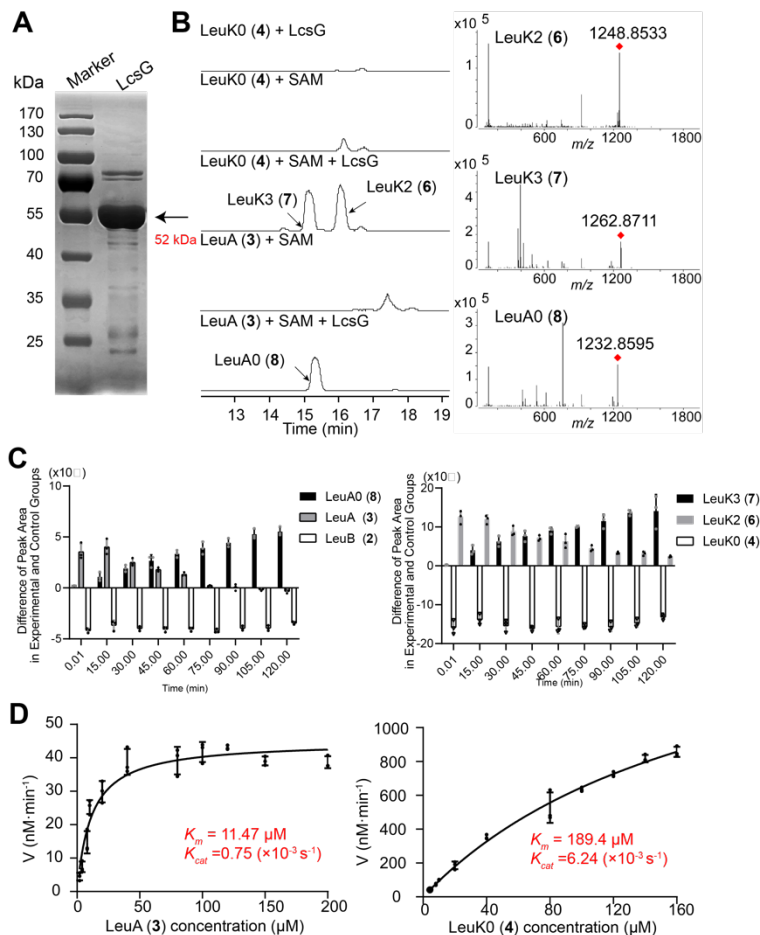 A
Marker
LcsG
kDa
170
130
100
70
55
40
35
25
52 kDa
B
LeuK0 (4) + LcsG
LeuK0 (4) + SAM
LeuK0 (4) + SAM + LcsG
LeuK3 (7)
LeuK2 (6)
LeuA (3) + SAM
LeuA (3) + SAM + LcsG
LeuA0 (8)
13 14 15 16 17 18 19
Time (min)
x10 5
LeuK2 (6)
1248.8533
4
2
0
600 1200 1800
m/z
x10 5
LeuK3 (7)
1262.8711
4
2
0
600 1200 1800
m/z
x10 5
LeuA0 (8)
1232.8595
3
2
1
0
600 1200 1800
m/z
C
(x10□)
Difference of Peak Area
in Experimental and Control Groups
10
5
0
-5
LeuA0 (8)
LeuA (3)
LeuB (2)
0.01 15.00 30.00 45.00 60.00 75.00 90.00 105.00 120.00
Time (min)
(x10□)
Difference of Peak Area
in Experimental and Control Groups
20
10
0
-10
-20
LeuK3 (7)
LeuK2 (6)
LeuK0 (4)
0.01 15.00 30.00 45.00 60.00 75.00 90.00 105.00 120.00
Time (min)
D
V (nM·min⁻¹)
50
40
30
20
10
0
Km = 11.47 µM
Kcat =0.75 (×10⁻³ s⁻¹)
0 50 100 150 200
LeuA (3) concentration (µM)
V (nM·min⁻¹)
1000
800
600
400
200
0
Km = 189.4 µM
Kcat =6.24 (×10⁻³ s⁻¹)
0 40 80 120 160
LeuK0 (4) concentration (µM)